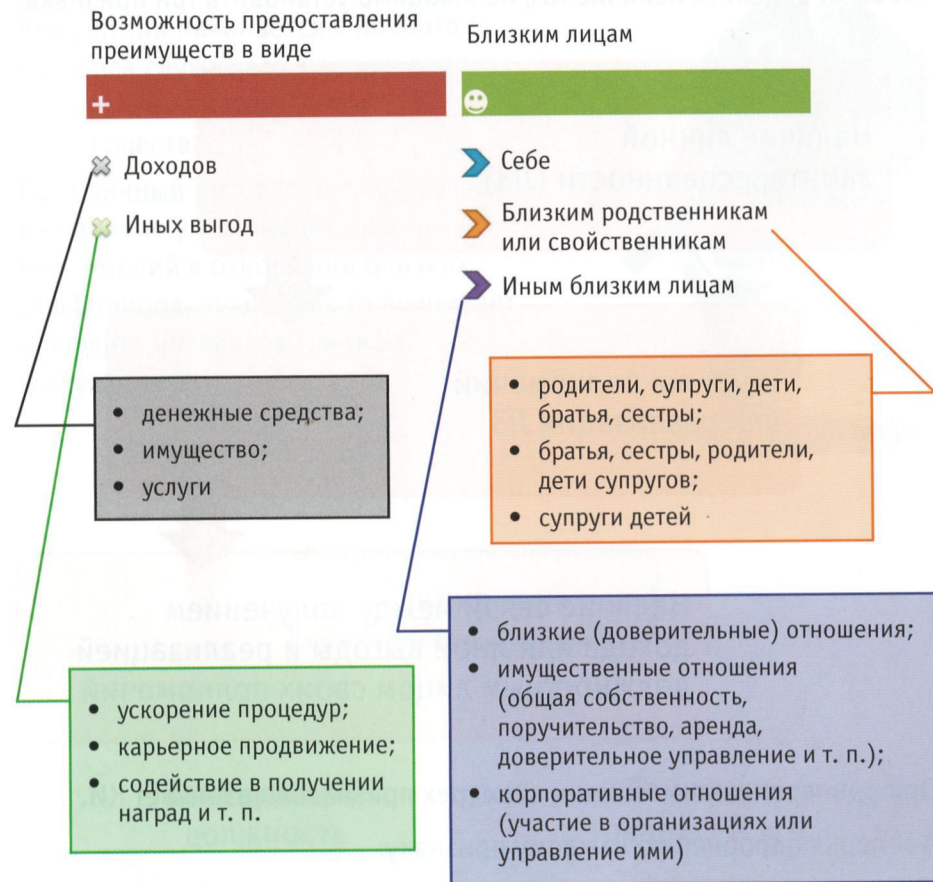 Возможность предоставления
преимуществ в виде
+
Доходов
Иных выгод
Близким лицам
Себе
Близким родственникам
или свойственникам
Иным близким лицам
• денежные средства;
• имущество;
• услуги
• родители, супруги, дети,
братья, сестры;
• братья, сестры, родители,
дети супругов;
• супруги детей
• ускорение процедур;
• карьерное продвижение;
• содействие в получении
наград и т. п.
• близкие (доверительные) отношения;
• имущественные отношения
(общая собственность,
поручительство, аренда,
доверительное управление и т. п.);
• корпоративные отношения
(участие в организациях или
управление ими)